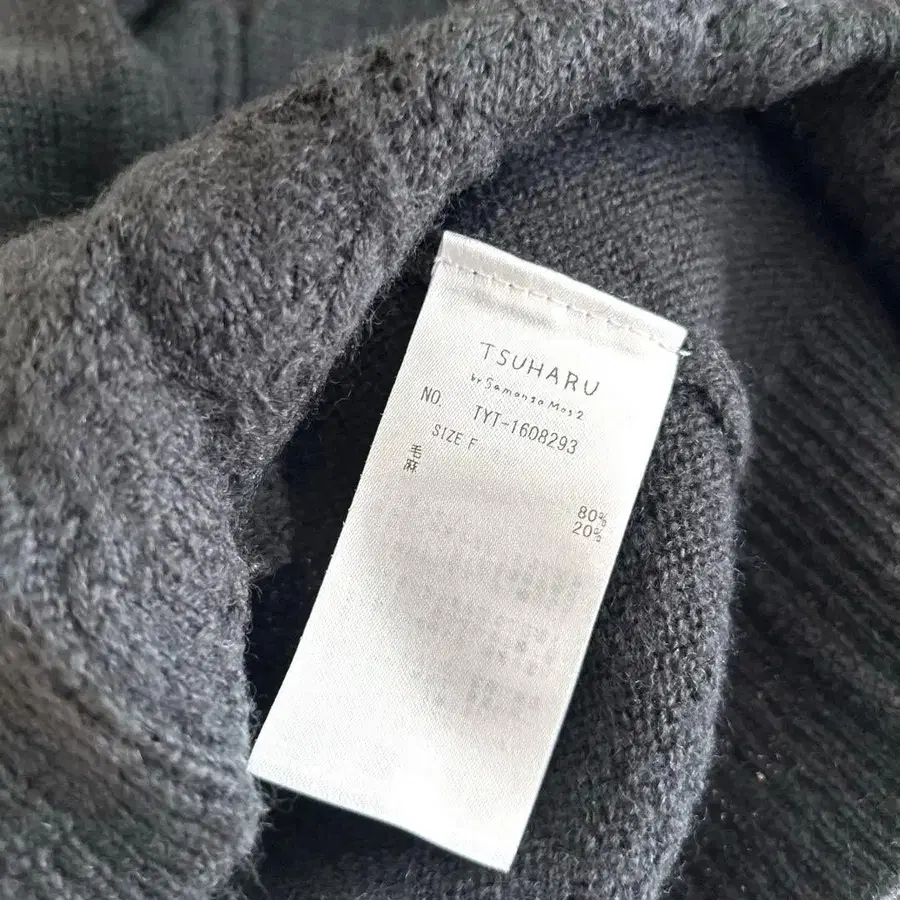 TSUHARU
by Samansa Mos2
NO. TYT-1608293
SIZE F
毛 80%
麻 20%